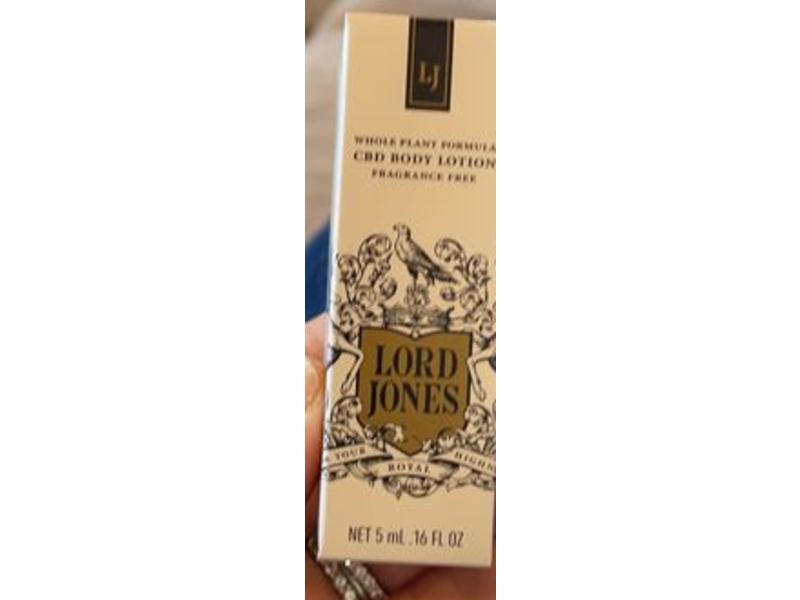 LJ
WHOLE PLANT FORMULA
CBD BODY LOTION
FRAGRANCE FREE
LORD
JONES
YOUR
ROYAL
HIGHN
NET 5 mL .16 FL OZ